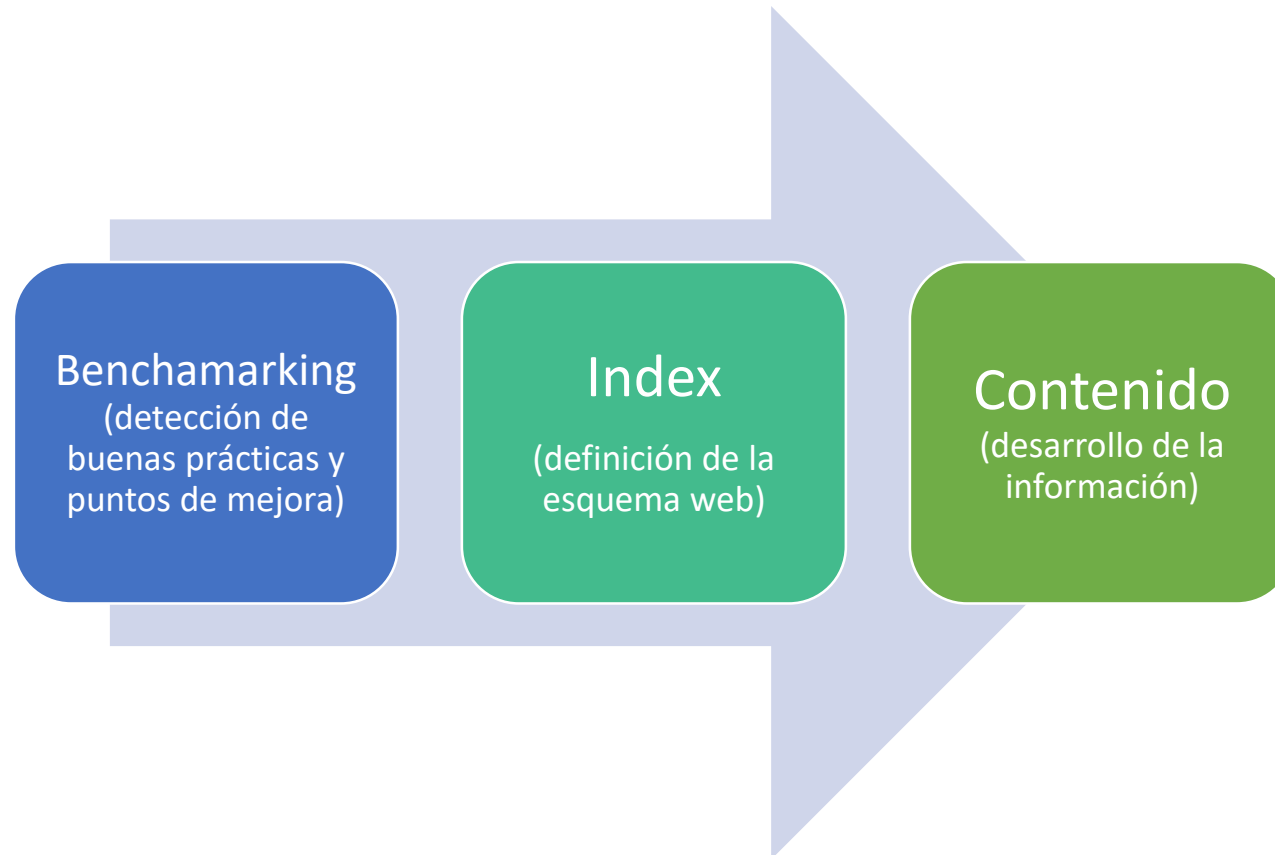 Benchamarking
(detección de
buenas prácticas y
puntos de mejora)
Index
(definición de la
esquema web)
Contenido
(desarrollo de la
información)